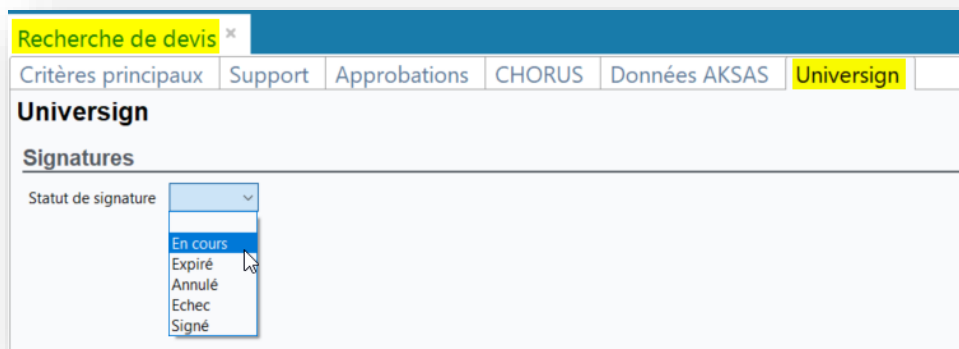 Recherche de devis ×
Critères principaux Support Approbations CHORUS Données AKSAS Universign
Universign
Signatures
Statut de signature
En cours
Expiré
Annulé
Echec
Signé